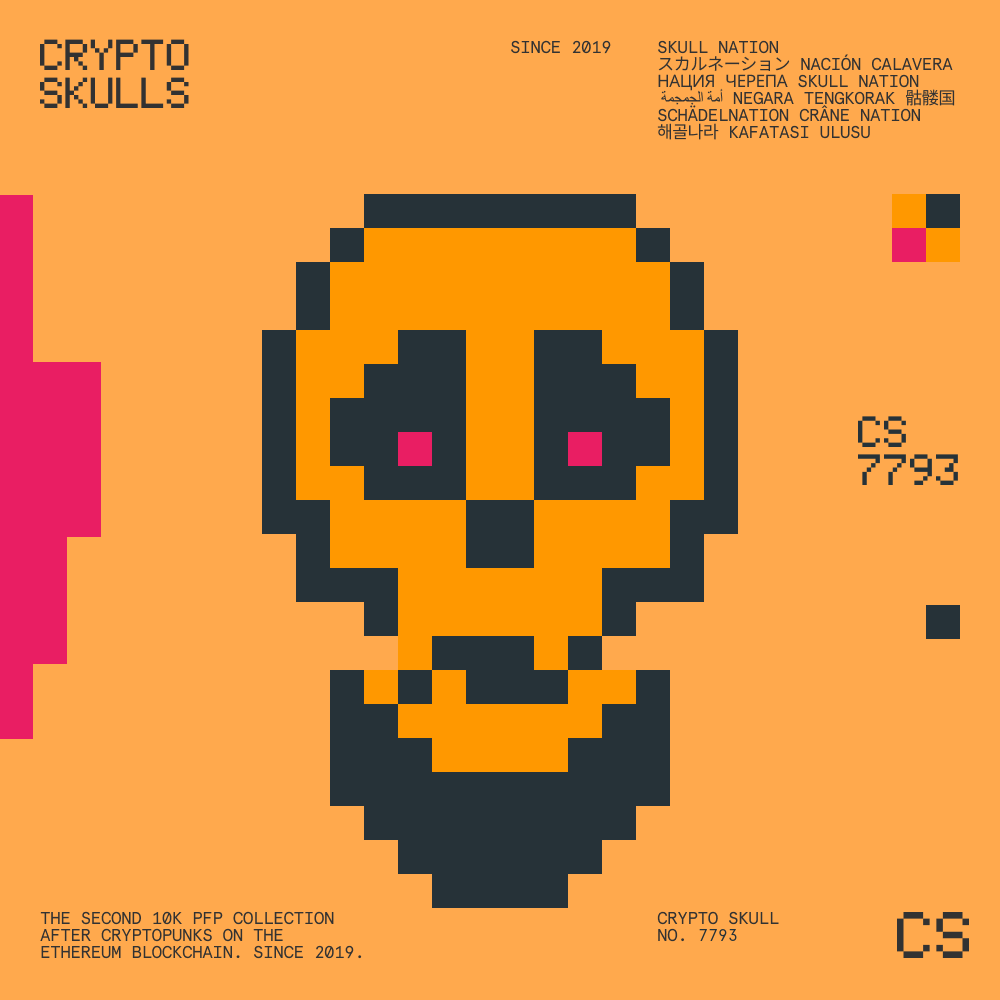 CRYPTO
SKULLS
SINCE 2019
SKULL NATION
スカルネーション NACIÓN CALAVERA
НАЦИЯ ЧЕРЕПА SKULL NATION
أمة الجمجمة NEGARA TENGKORAK 骷髅国
SCHÄDELNATION CRÂNE NATION
해골나라 KAFATASI ULUSU
CS
7793
THE SECOND 10K PFP COLLECTION
AFTER CRYPTOPUNKS ON THE
ETHEREUM BLOCKCHAIN. SINCE 2019.
CRYPTO SKULL
NO. 7793
CS